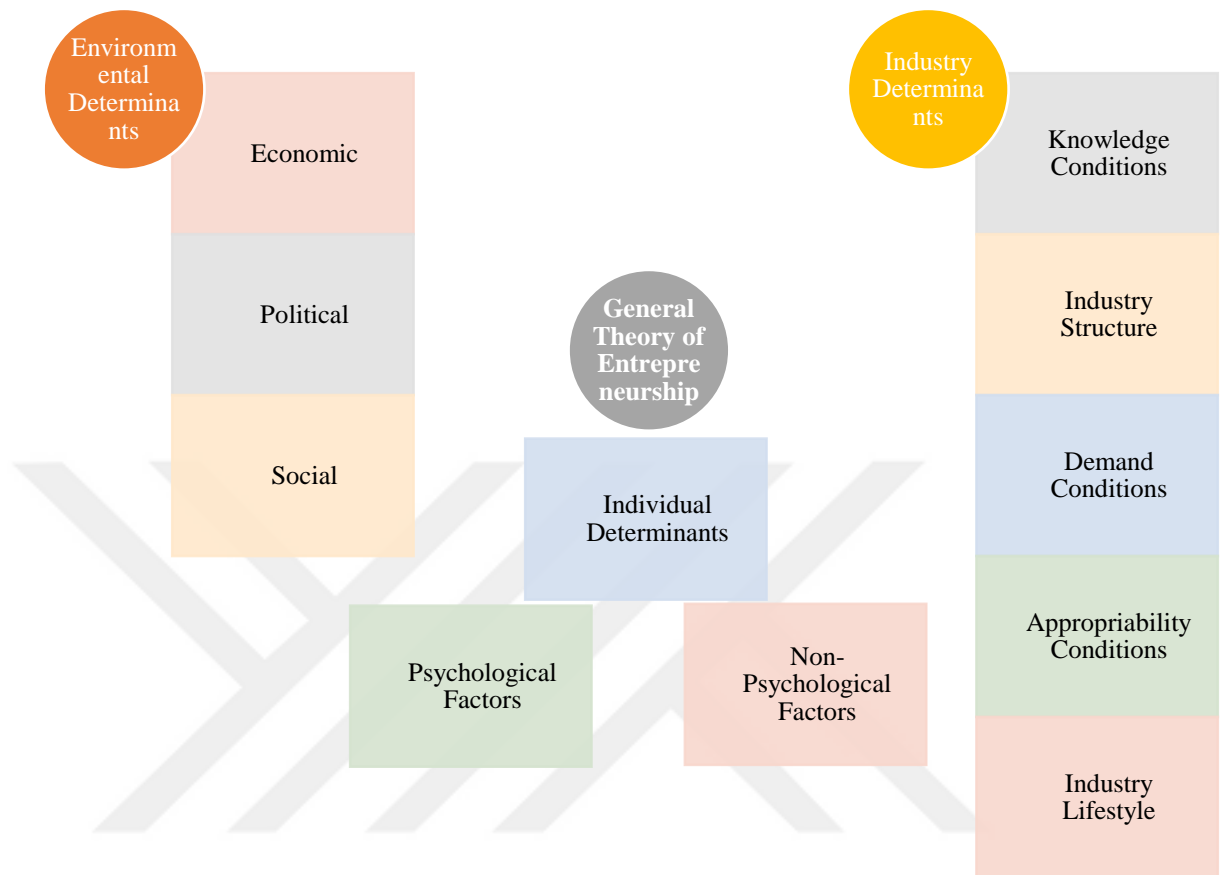 Environm
ental
Determina
nts
Economic
Political
Social
General
Theory of
Entrepre
neurship
Individual
Determinants
Psychological
Factors
Non-
Psychological
Factors
Industry
Determina
nts
Knowledge
Conditions
Industry
Structure
Demand
Conditions
Appropriability
Conditions
Industry
Lifestyle